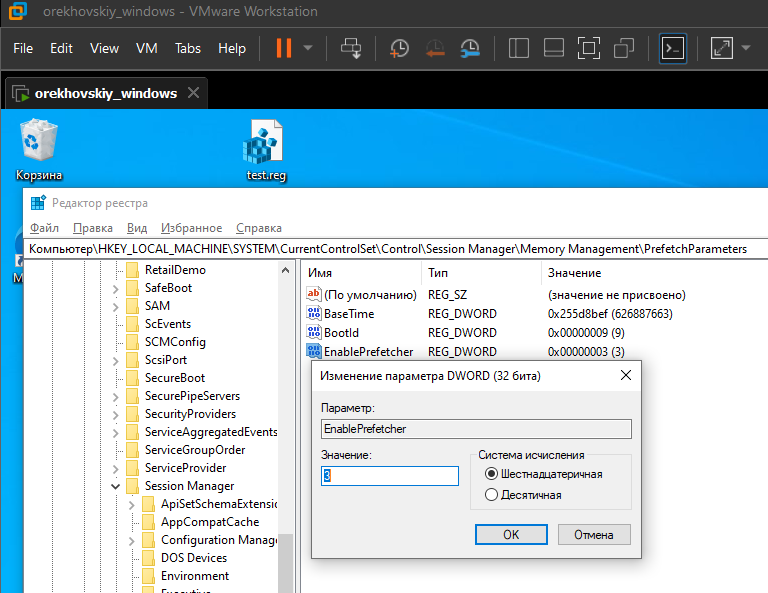 orekhovskiy_windows - VMware Workstation
File Edit View VM Tabs Help
orekhovskiy_windows
Корзина
test.reg
Редактор реестра
Файл Правка Вид Избранное Справка
Компьютер\HKEY_LOCAL_MACHINE\SYSTEM\CurrentControlSet\Control\Session Manager\Memory Management\PrefetchParameters
RetailDemo
SafeBoot
SAM
ScEvents
SCMConfig
ScsiPort
SecureBoot
SecurePipeServers
SecurityProviders
ServiceAggregatedEvents
ServiceGroupOrder
ServiceProvider
Session Manager
ApiSetSchemaExtensio
AppCompatCache
Configuration Manag
DOS Devices
Environment
Имя Тип Значение
(По умолчанию) REG_SZ (значение не присвоено)
BaseTime REG_DWORD 0x255d8bef (626887663)
BootId REG_DWORD 0x00000009 (9)
EnablePrefetcher REG_DWORD 0x00000003 (3)
Изменение параметра DWORD (32 бита)
Параметр:
EnablePrefetcher
Значение:
3
Система исчисления
Шестнадцатеричная
Десятичная
OK Отмена